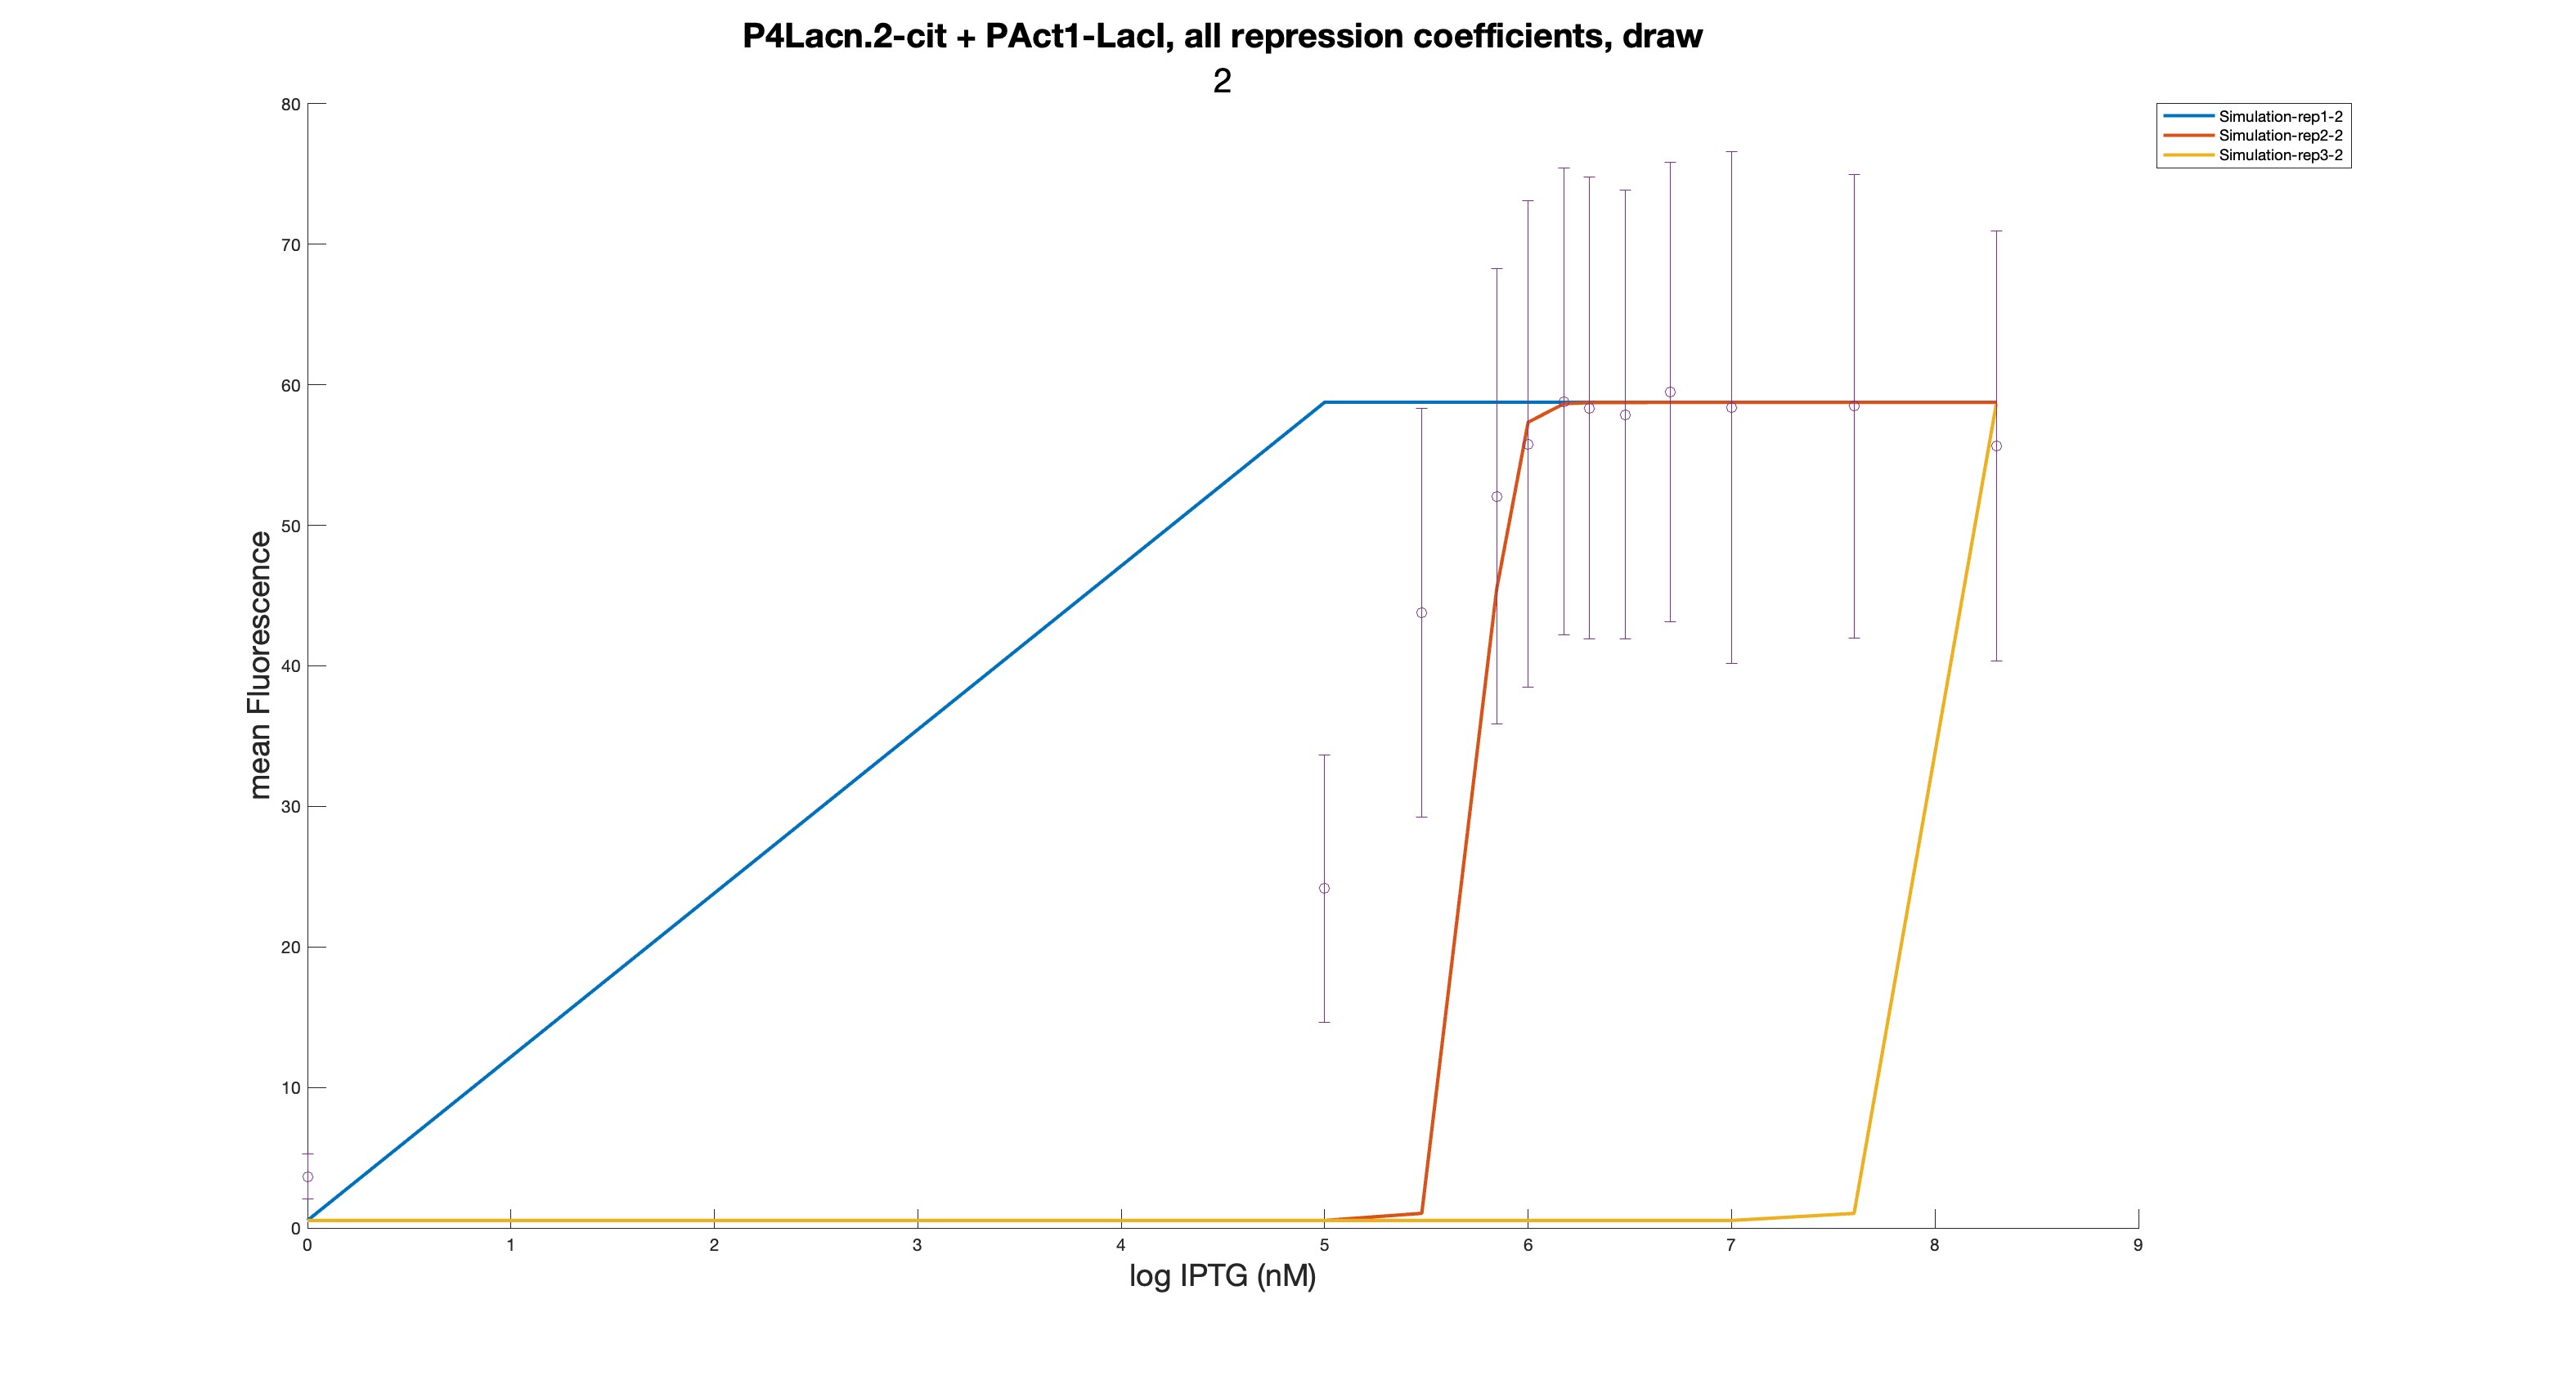 P4Lacn.2-cit + PAct1-LacI, all repression coefficients, draw
2
80
70
60
50
40
30
20
10
0
mean Fluorescence
0 1 2 3 4 5 6 7 8 9
log IPTG (nM)
Simulation-rep1-2
Simulation-rep2-2
Simulation-rep3-2